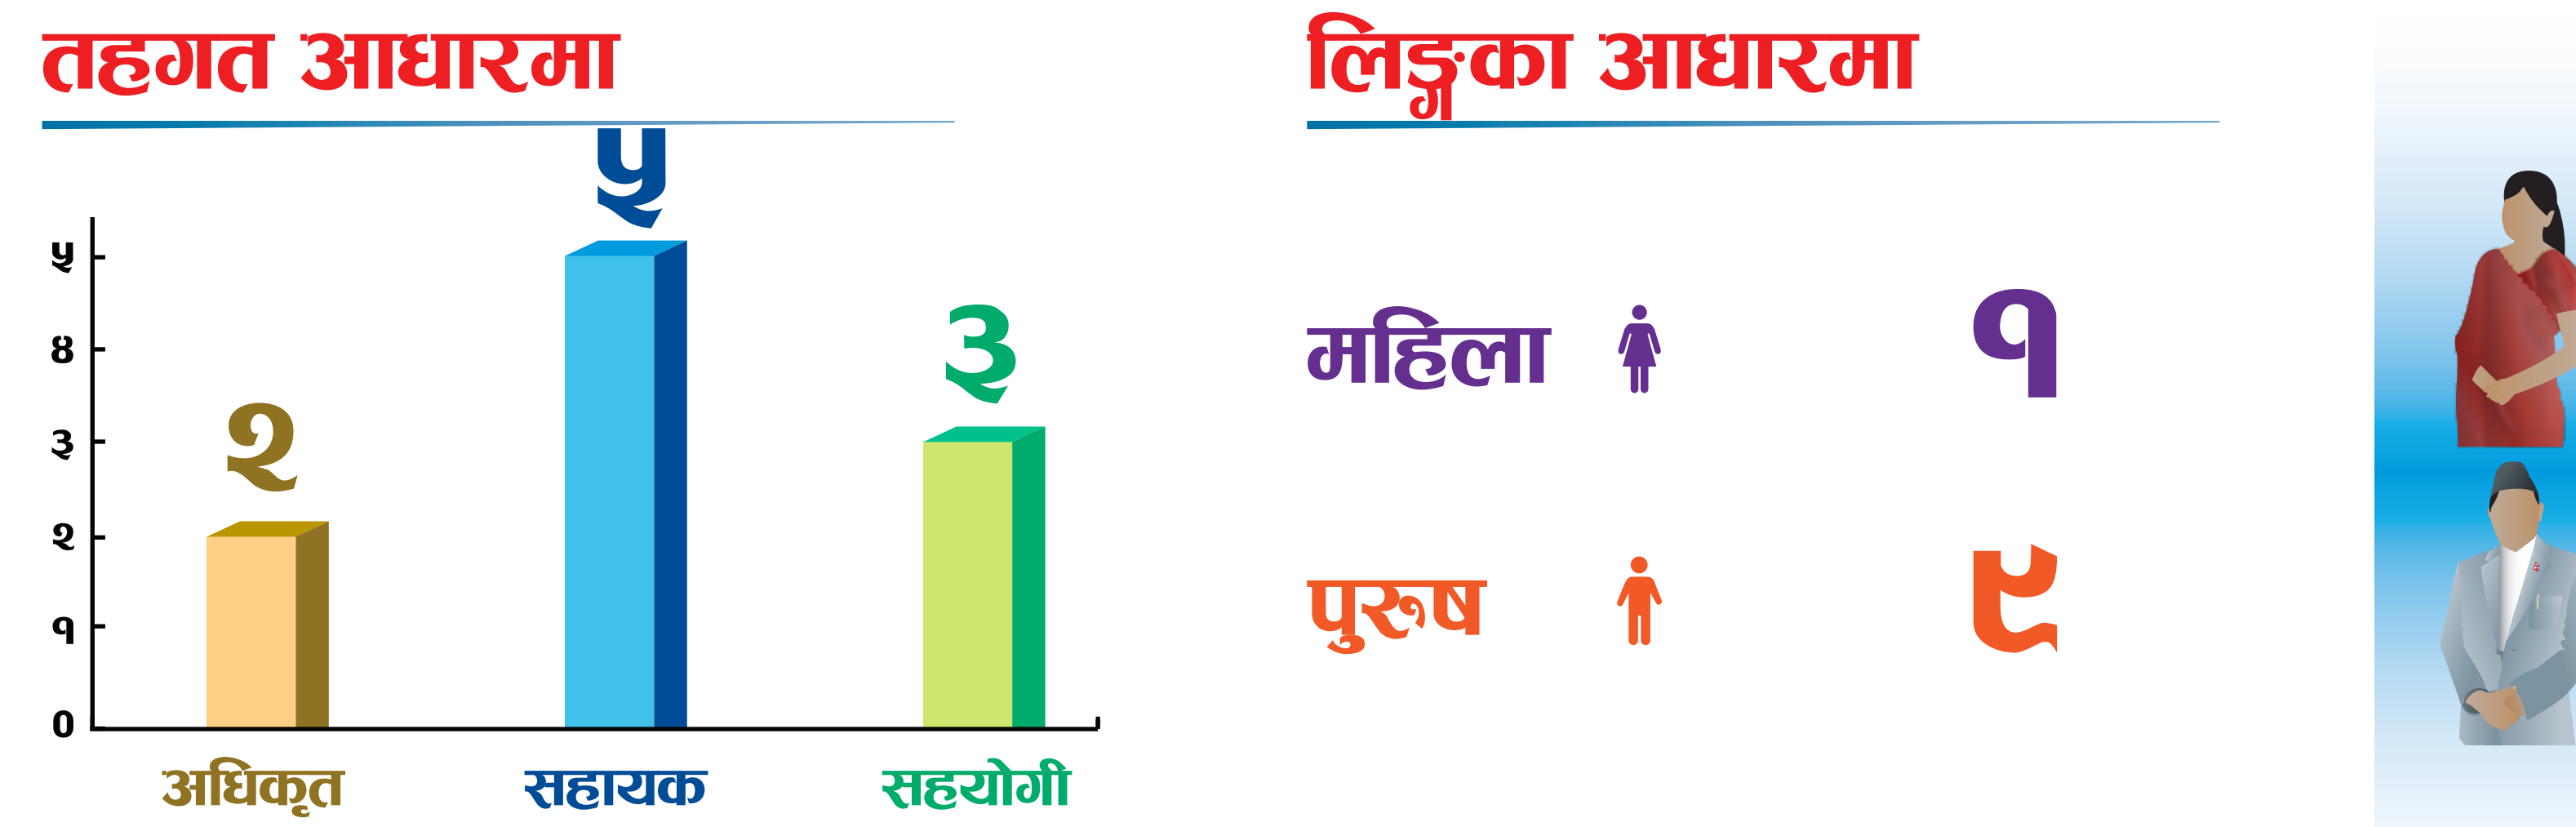 तहगत आधारमा
५
४
३
२
१
0
२
५
३
अधिकृत
सहायक
सहयोगी
लिङ्गका आधारमा
महिला १
पुरुष ९